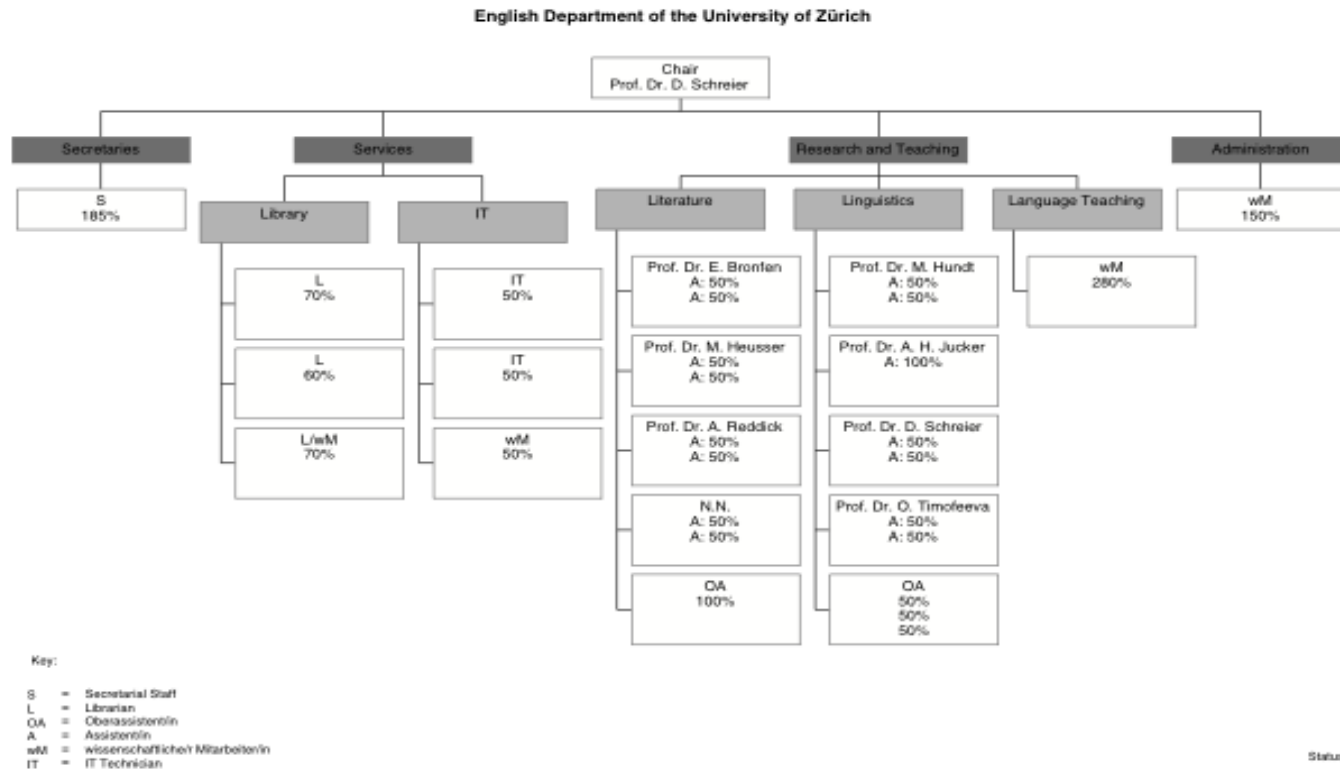 English Department of the University of Zürich
Chair
Prof. Dr. D. Schreier
Secretaries
Services
Research and Teaching
Administration
S
185%
Library
IT
Literature
Linguistics
Language Teaching
wM
150%
L
70%
L
60%
L/wM
70%
IT
50%
IT
50%
wM
50%
Prof. Dr. E. Bronfen
A: 50%
A: 50%
Prof. Dr. M. Heusser
A: 50%
A: 50%
Prof. Dr. A. Reddick
A: 50%
A: 50%
N.N.
A: 50%
A: 50%
OA
100%
Prof. Dr. M. Hundt
A: 50%
A: 50%
Prof. Dr. A. H. Jucker
A: 100%
Prof. Dr. D. Schreier
A: 50%
A: 50%
Prof. Dr. O. Timofeeva
A: 50%
A: 50%
OA
50%
50%
50%
wM
280%
Key:
S = Secretarial Staff
L = Librarian
OA = Oberassistent/in
A = Assistent/in
wM = wissenschaftliche/r Mitarbeiter/in
IT = IT Technician
Status